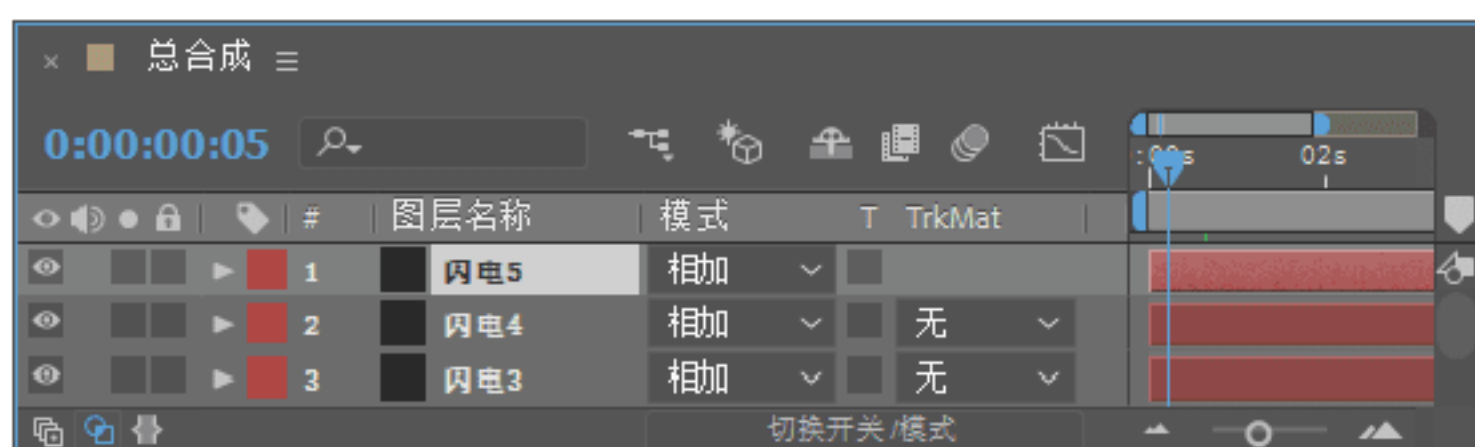 总合成
0:00:00:05
:00s 02s
# 图层名称 模式 T TrkMat
1 闪电5 相加
2 闪电4 相加 无
3 闪电3 相加 无
切换开关/模式